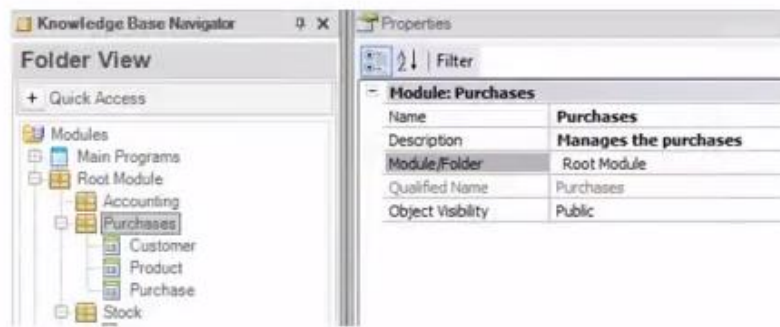 Knowledge Base Navigator
Folder View
+ Quick Access
Modules
Main Programs
Root Module
Accounting
Purchases
Customer
Product
Purchase
Stock
Properties
Filter
Module: Purchases
Name Purchases
Description Manages the purchases
Module/Folder Root Module
Qualified Name Purchases
Object Visibility Public